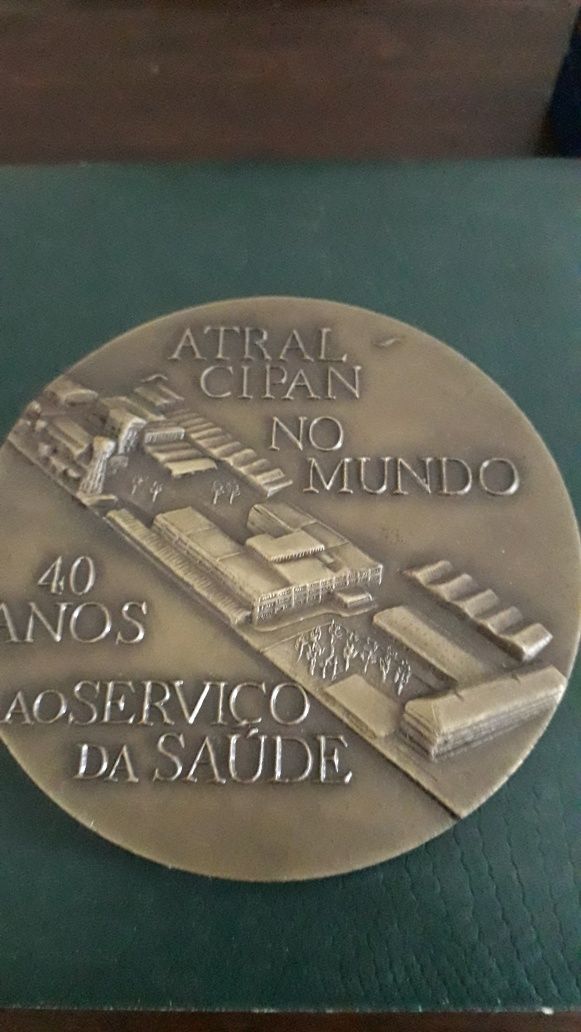 ATRAL
CIPAN
NO
MUNDO
40
ANOS
AO SERVIÇO
DA SAÚDE